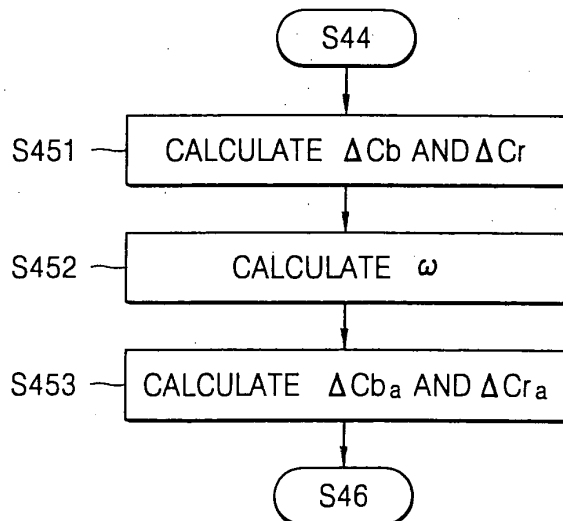 S44
S451 CALCULATE ΔCb AND ΔCr
S452 CALCULATE ω
S453 CALCULATE ΔCba AND ΔCra
S46